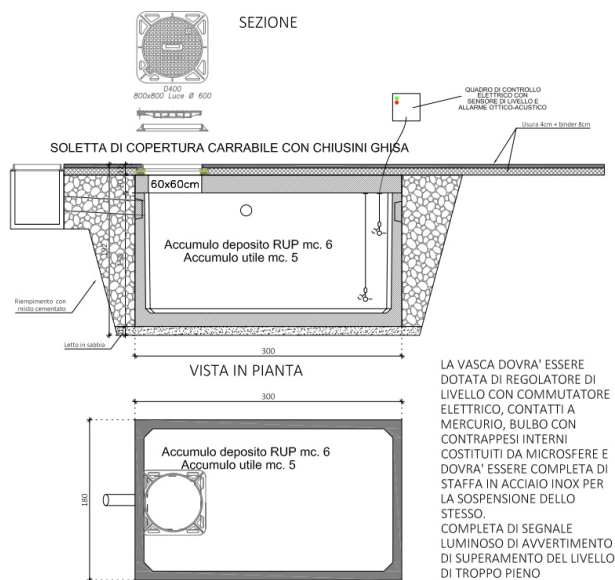 SEZIONE
D400
800x800 Luce Ø 600
QUADRO DI CONTROLLO
ELETTRICO CON
SENSORE DI LIVELLO E
ALLARME OTTICO-ACUSTICO
Usura 4cm + binder 8cm
SOLETTA DI COPERTURA CARRABILE CON CHIUSINI GHISA
60x60cm
Accumulo deposito RUP mc. 6
Accumulo utile mc. 5
Riempimento con
misto cementato
Letto in sabbia
300
VISTA IN PIANTA
300
180
Accumulo deposito RUP mc. 6
Accumulo utile mc. 5
LA VASCA DOVRA' ESSERE
DOTATA DI REGOLATORE DI
LIVELLO CON COMMUTATORE
ELETTRICO, CONTATTI A
MERCURIO, BULBO CON
CONTRAPPESI INTERNI
COSTITUITI DA MICROSFERE E
DOVRA' ESSERE COMPLETA DI
STAFFA IN ACCIAIO INOX PER
LA SOSPENSIONE DELLO
STESSO.
COMPLETA DI SEGNALE
LUMINOSO DI AVVERTIMENTO
DI SUPERAMENTO DEL LIVELLO
DI TROPPO PIENO